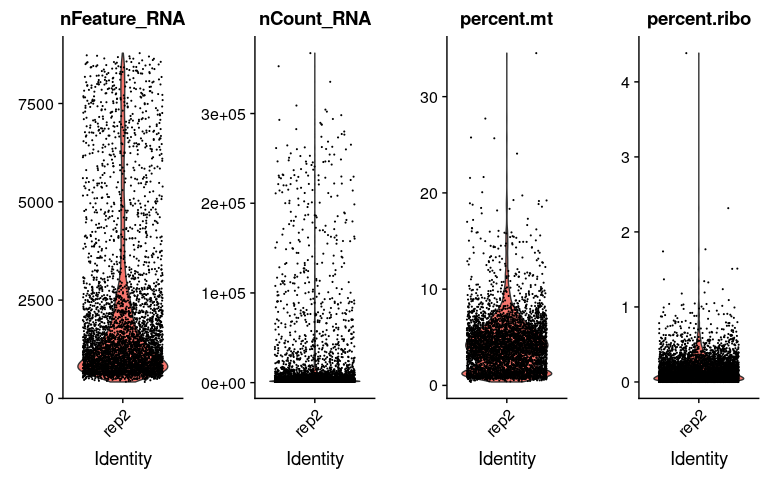 nFeature_RNA
7500
5000
2500
0
rep2
Identity
nCount_RNA
3e+05
2e+05
1e+05
0e+00
rep2
Identity
percent.mt
30
20
10
0
rep2
Identity
percent.ribo
4
3
2
1
0
rep2
Identity